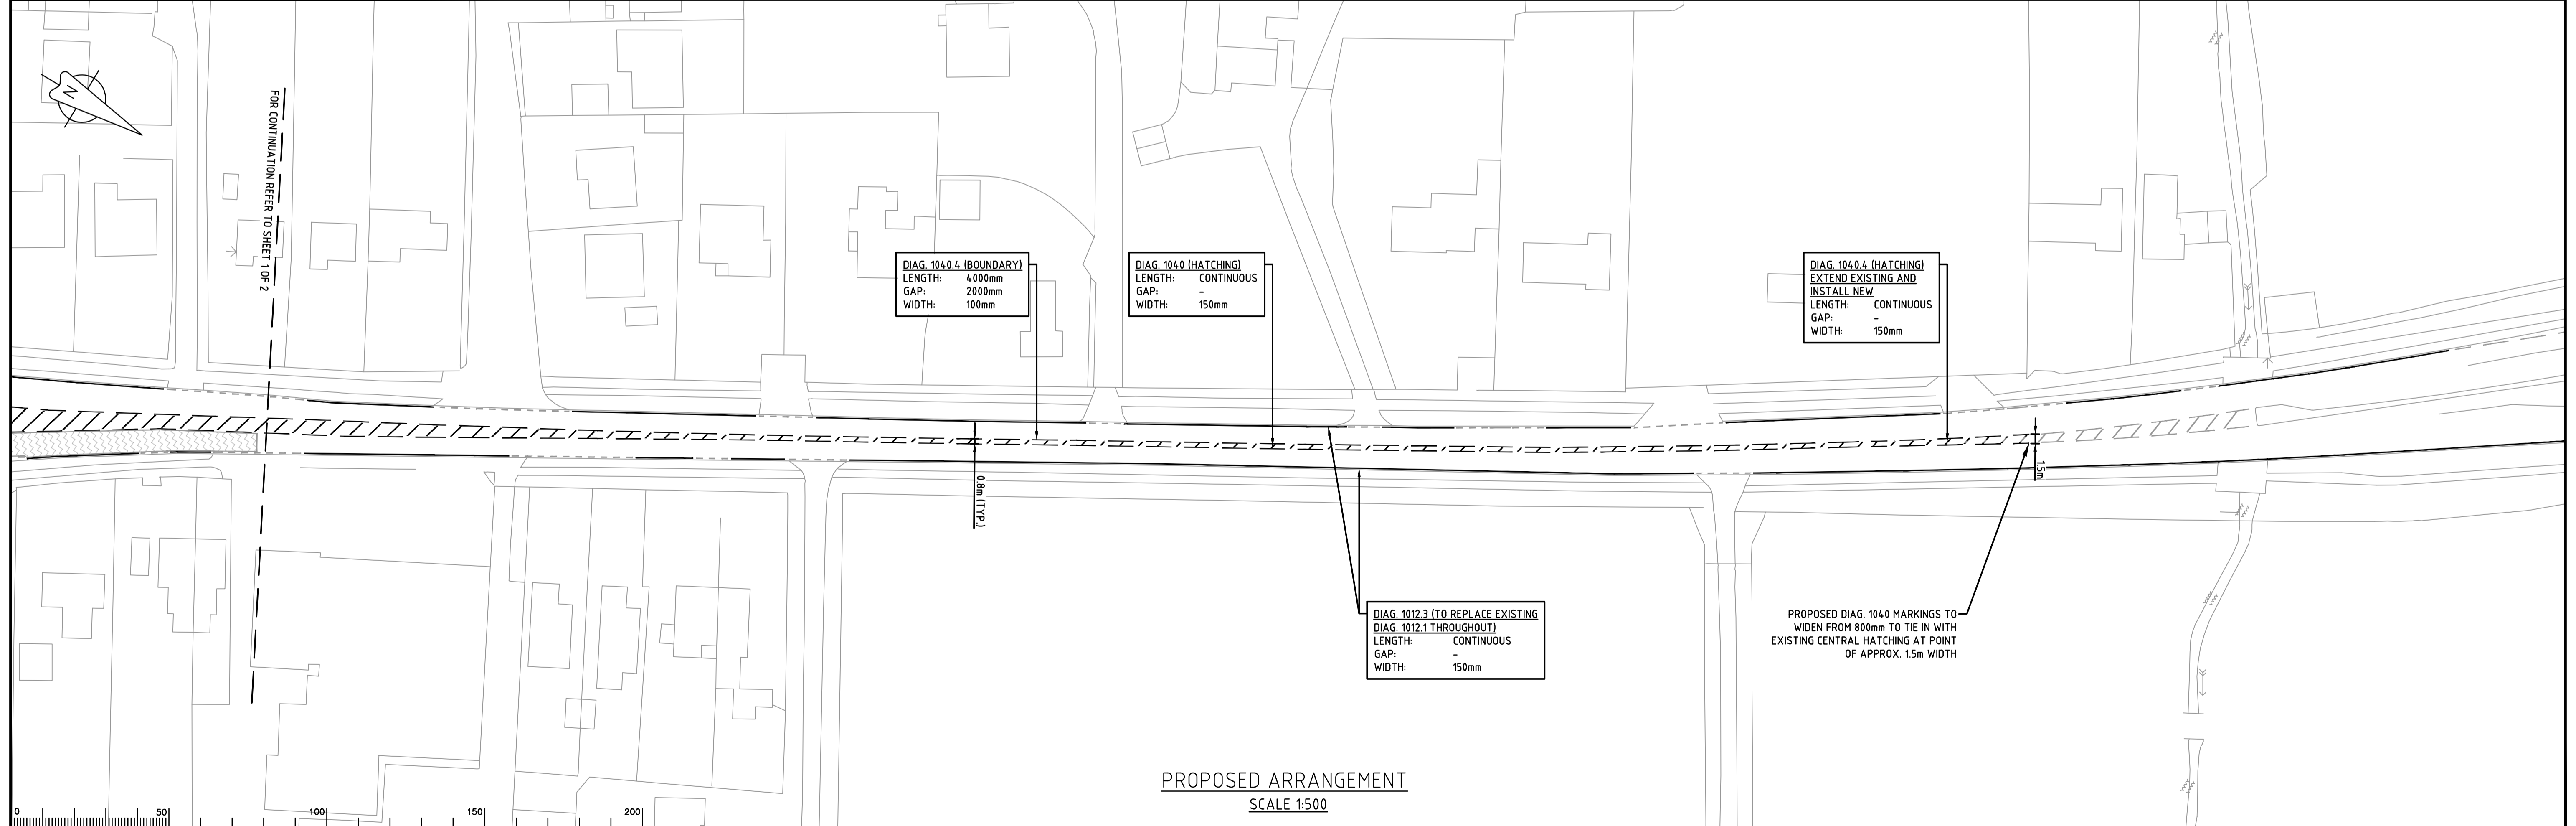 N
FOR CONTINUATION REFER TO SHEET 1 OF 2
DIAG. 1040.4 (BOUNDARY)
LENGTH: 4000mm
GAP: 2000mm
WIDTH: 100mm
DIAG. 1040 (HATCHING)
LENGTH: CONTINUOUS
GAP: -
WIDTH: 150mm
DIAG. 1040.4 (HATCHING)
EXTEND EXISTING AND
INSTALL NEW
LENGTH: CONTINUOUS
GAP: -
WIDTH: 150mm
0.8m (TYP.)
1.5m
DIAG. 1012.3 (TO REPLACE EXISTING
DIAG. 1012.1 THROUGHOUT)
LENGTH: CONTINUOUS
GAP: -
WIDTH: 150mm
PROPOSED DIAG. 1040 MARKINGS TO
WIDEN FROM 800mm TO TIE IN WITH
EXISTING CENTRAL HATCHING AT POINT
OF APPROX. 1.5m WIDTH
PROPOSED ARRANGEMENT
SCALE 1:500
0 50 100 150 200